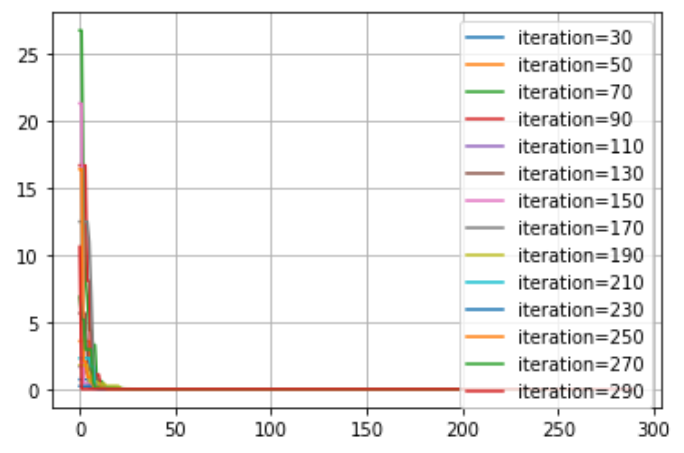 25
20
15
10
5
0
0 50 100 150 200 250 300
iteration=30
iteration=50
iteration=70
iteration=90
iteration=110
iteration=130
iteration=150
iteration=170
iteration=190
iteration=210
iteration=230
iteration=250
iteration=270
iteration=290